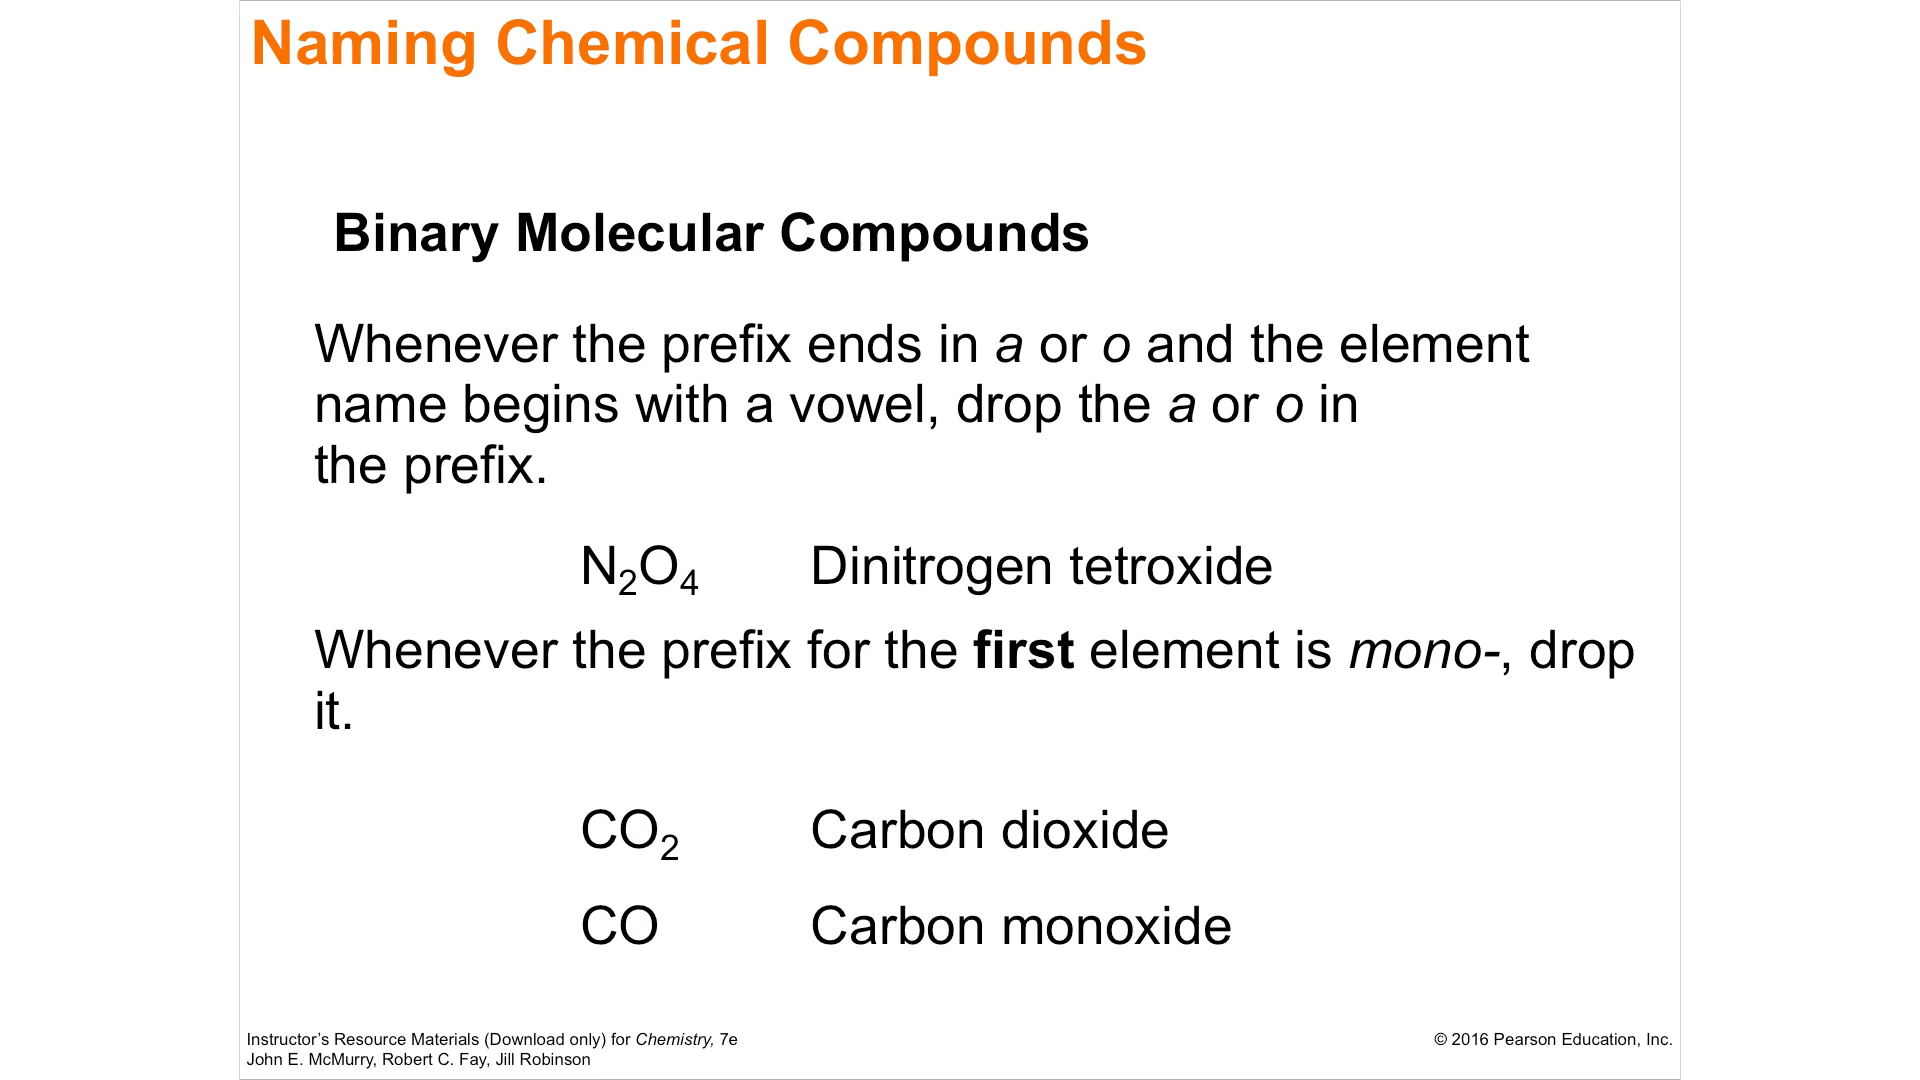 Naming Chemical Compounds
Binary Molecular Compounds
Whenever the prefix ends in a or o and the element
name begins with a vowel, drop the a or o in
the prefix.
N₂O₄ Dinitrogen tetroxide
Whenever the prefix for the first element is mono-, drop
it.
CO₂ Carbon dioxide
CO Carbon monoxide
Instructor’s Resource Materials (Download only) for Chemistry, 7e
John E. McMurry, Robert C. Fay, Jill Robinson
© 2016 Pearson Education, Inc.